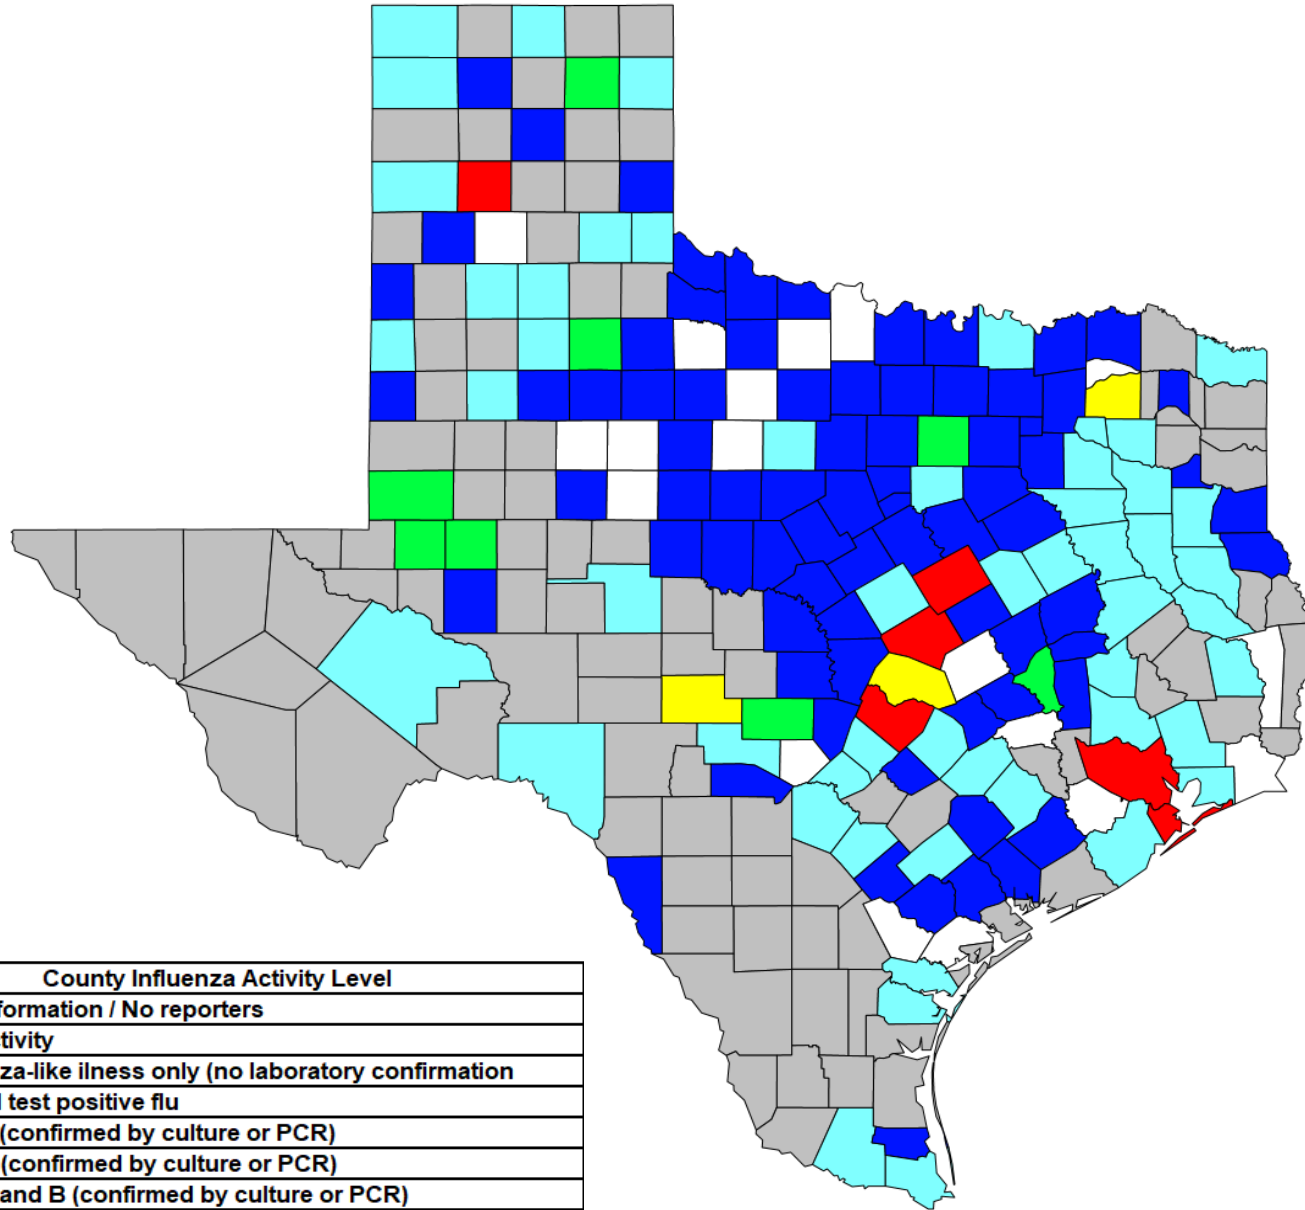 County Influenza Activity Level
formation / No reporters
tivity
za-like ilness only (no laboratory confirmation
l test positive flu
(confirmed by culture or PCR)
(confirmed by culture or PCR)
and B (confirmed by culture or PCR)